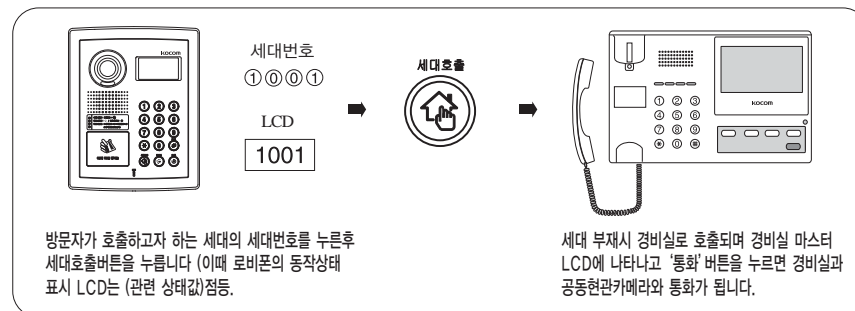 kocom
세대번호
①⓪⓪①
LCD
1001
세대호출
kocom
① ② ③
④ ⑤ ⑥
⑦ ⑧ ⑨
방문자가 호출하고자 하는 세대의 세대번호를 누른후
세대호출버튼을 누릅니다 (이때 로비폰의 동작상태
표시 LCD는 (관련 상태값)점등.
세대 부재시 경비실로 호출되며 경비실 마스터
LCD에 나타나고 ‘통화’ 버튼을 누르면 경비실과
공동현관카메라와 통화가 됩니다.